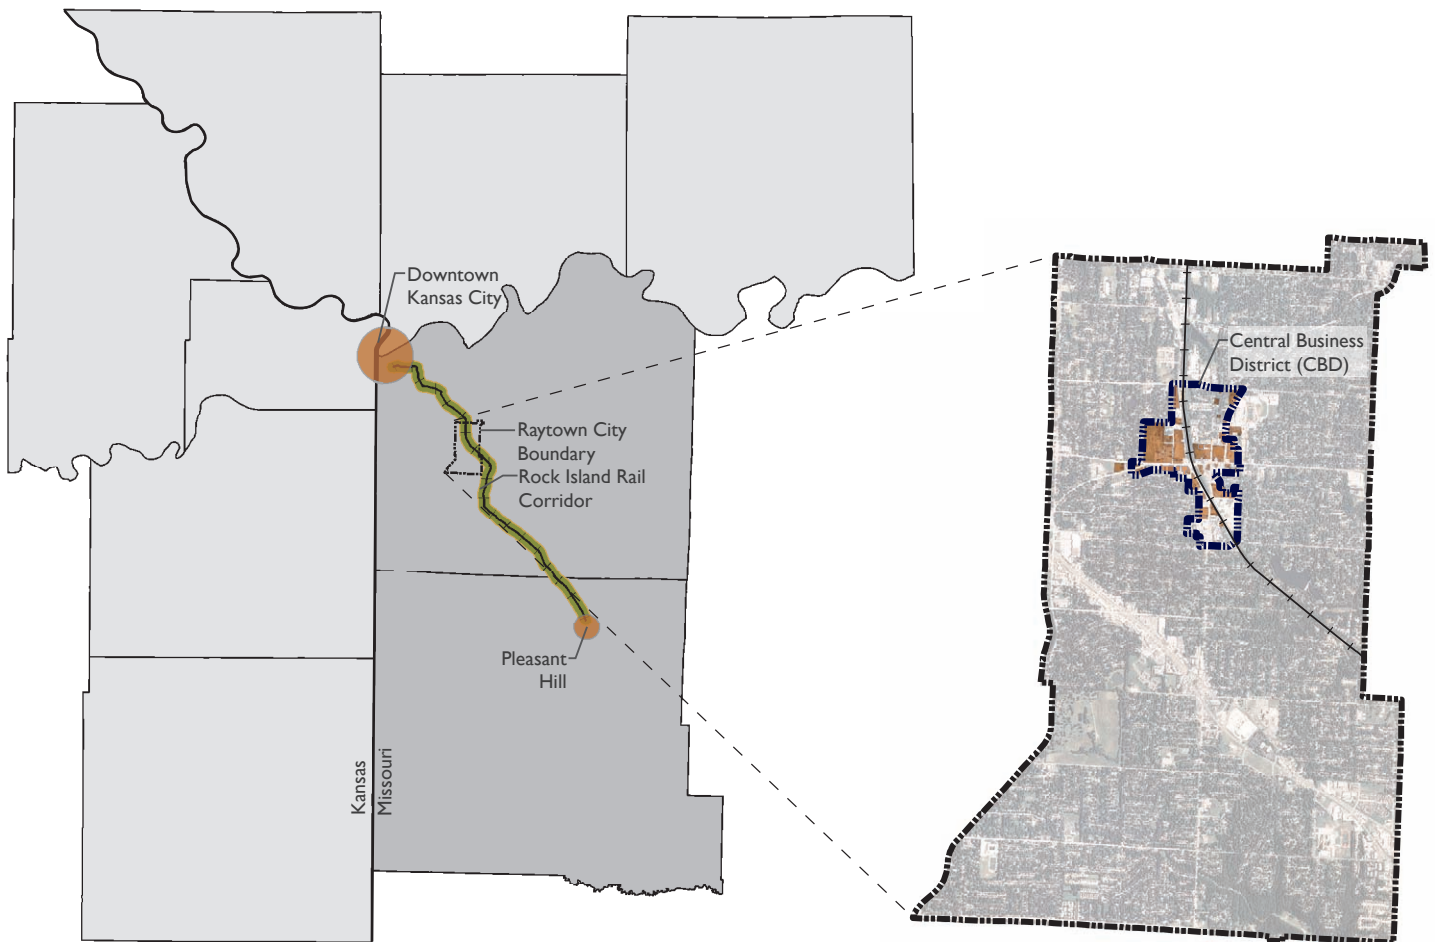 Downtown
Kansas City
Raytown City
Boundary
Rock Island Rail
Corridor
Pleasant
Hill
Kansas
Missouri
Central Business
District (CBD)